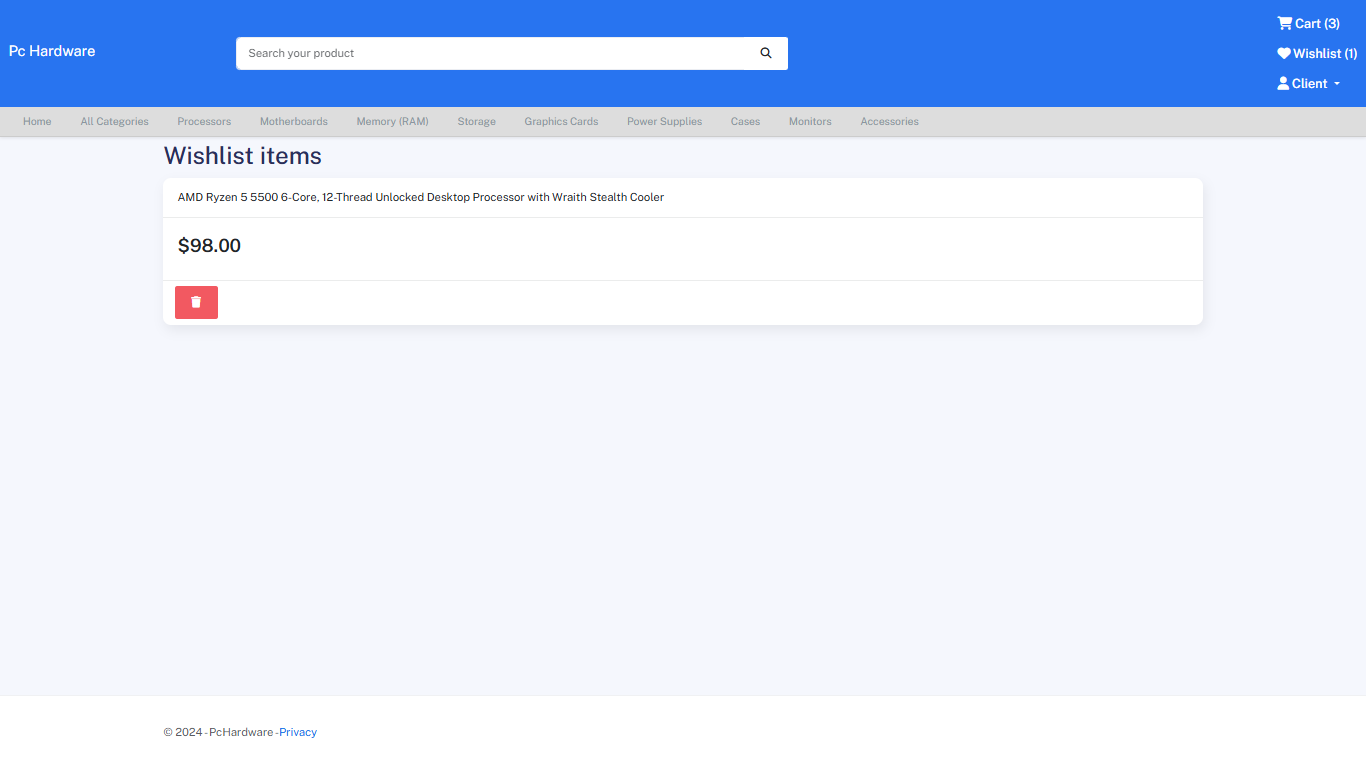 Pc Hardware
Search your product
Cart (3)
Wishlist (1)
Client
Home All Categories Processors Motherboards Memory (RAM) Storage Graphics Cards Power Supplies Cases Monitors Accessories
Wishlist items
AMD Ryzen 5 5500 6-Core, 12-Thread Unlocked Desktop Processor with Wraith Stealth Cooler
$98.00
© 2024 - PcHardware - Privacy